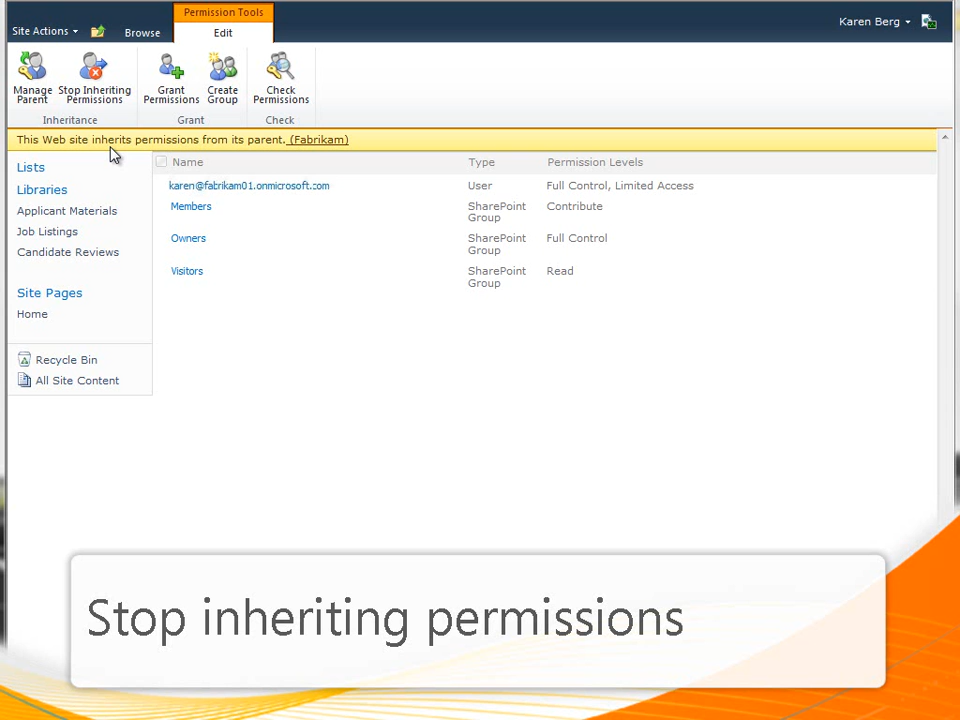 Permission Tools
Site Actions
Browse
Edit
Karen Berg
Manage Parent
Stop Inheriting Permissions
Grant Permissions
Create Group
Check Permissions
Inheritance
Grant
Check
This Web site inherits permissions from its parent. (Fabrikam)
Lists
Libraries
Applicant Materials
Job Listings
Candidate Reviews
Site Pages
Home
Recycle Bin
All Site Content
Name Type Permission Levels
karen@fabrikam01.onmicrosoft.com User Full Control, Limited Access
Members SharePoint Group Contribute
Owners SharePoint Group Full Control
Visitors SharePoint Group Read
Stop inheriting permissions